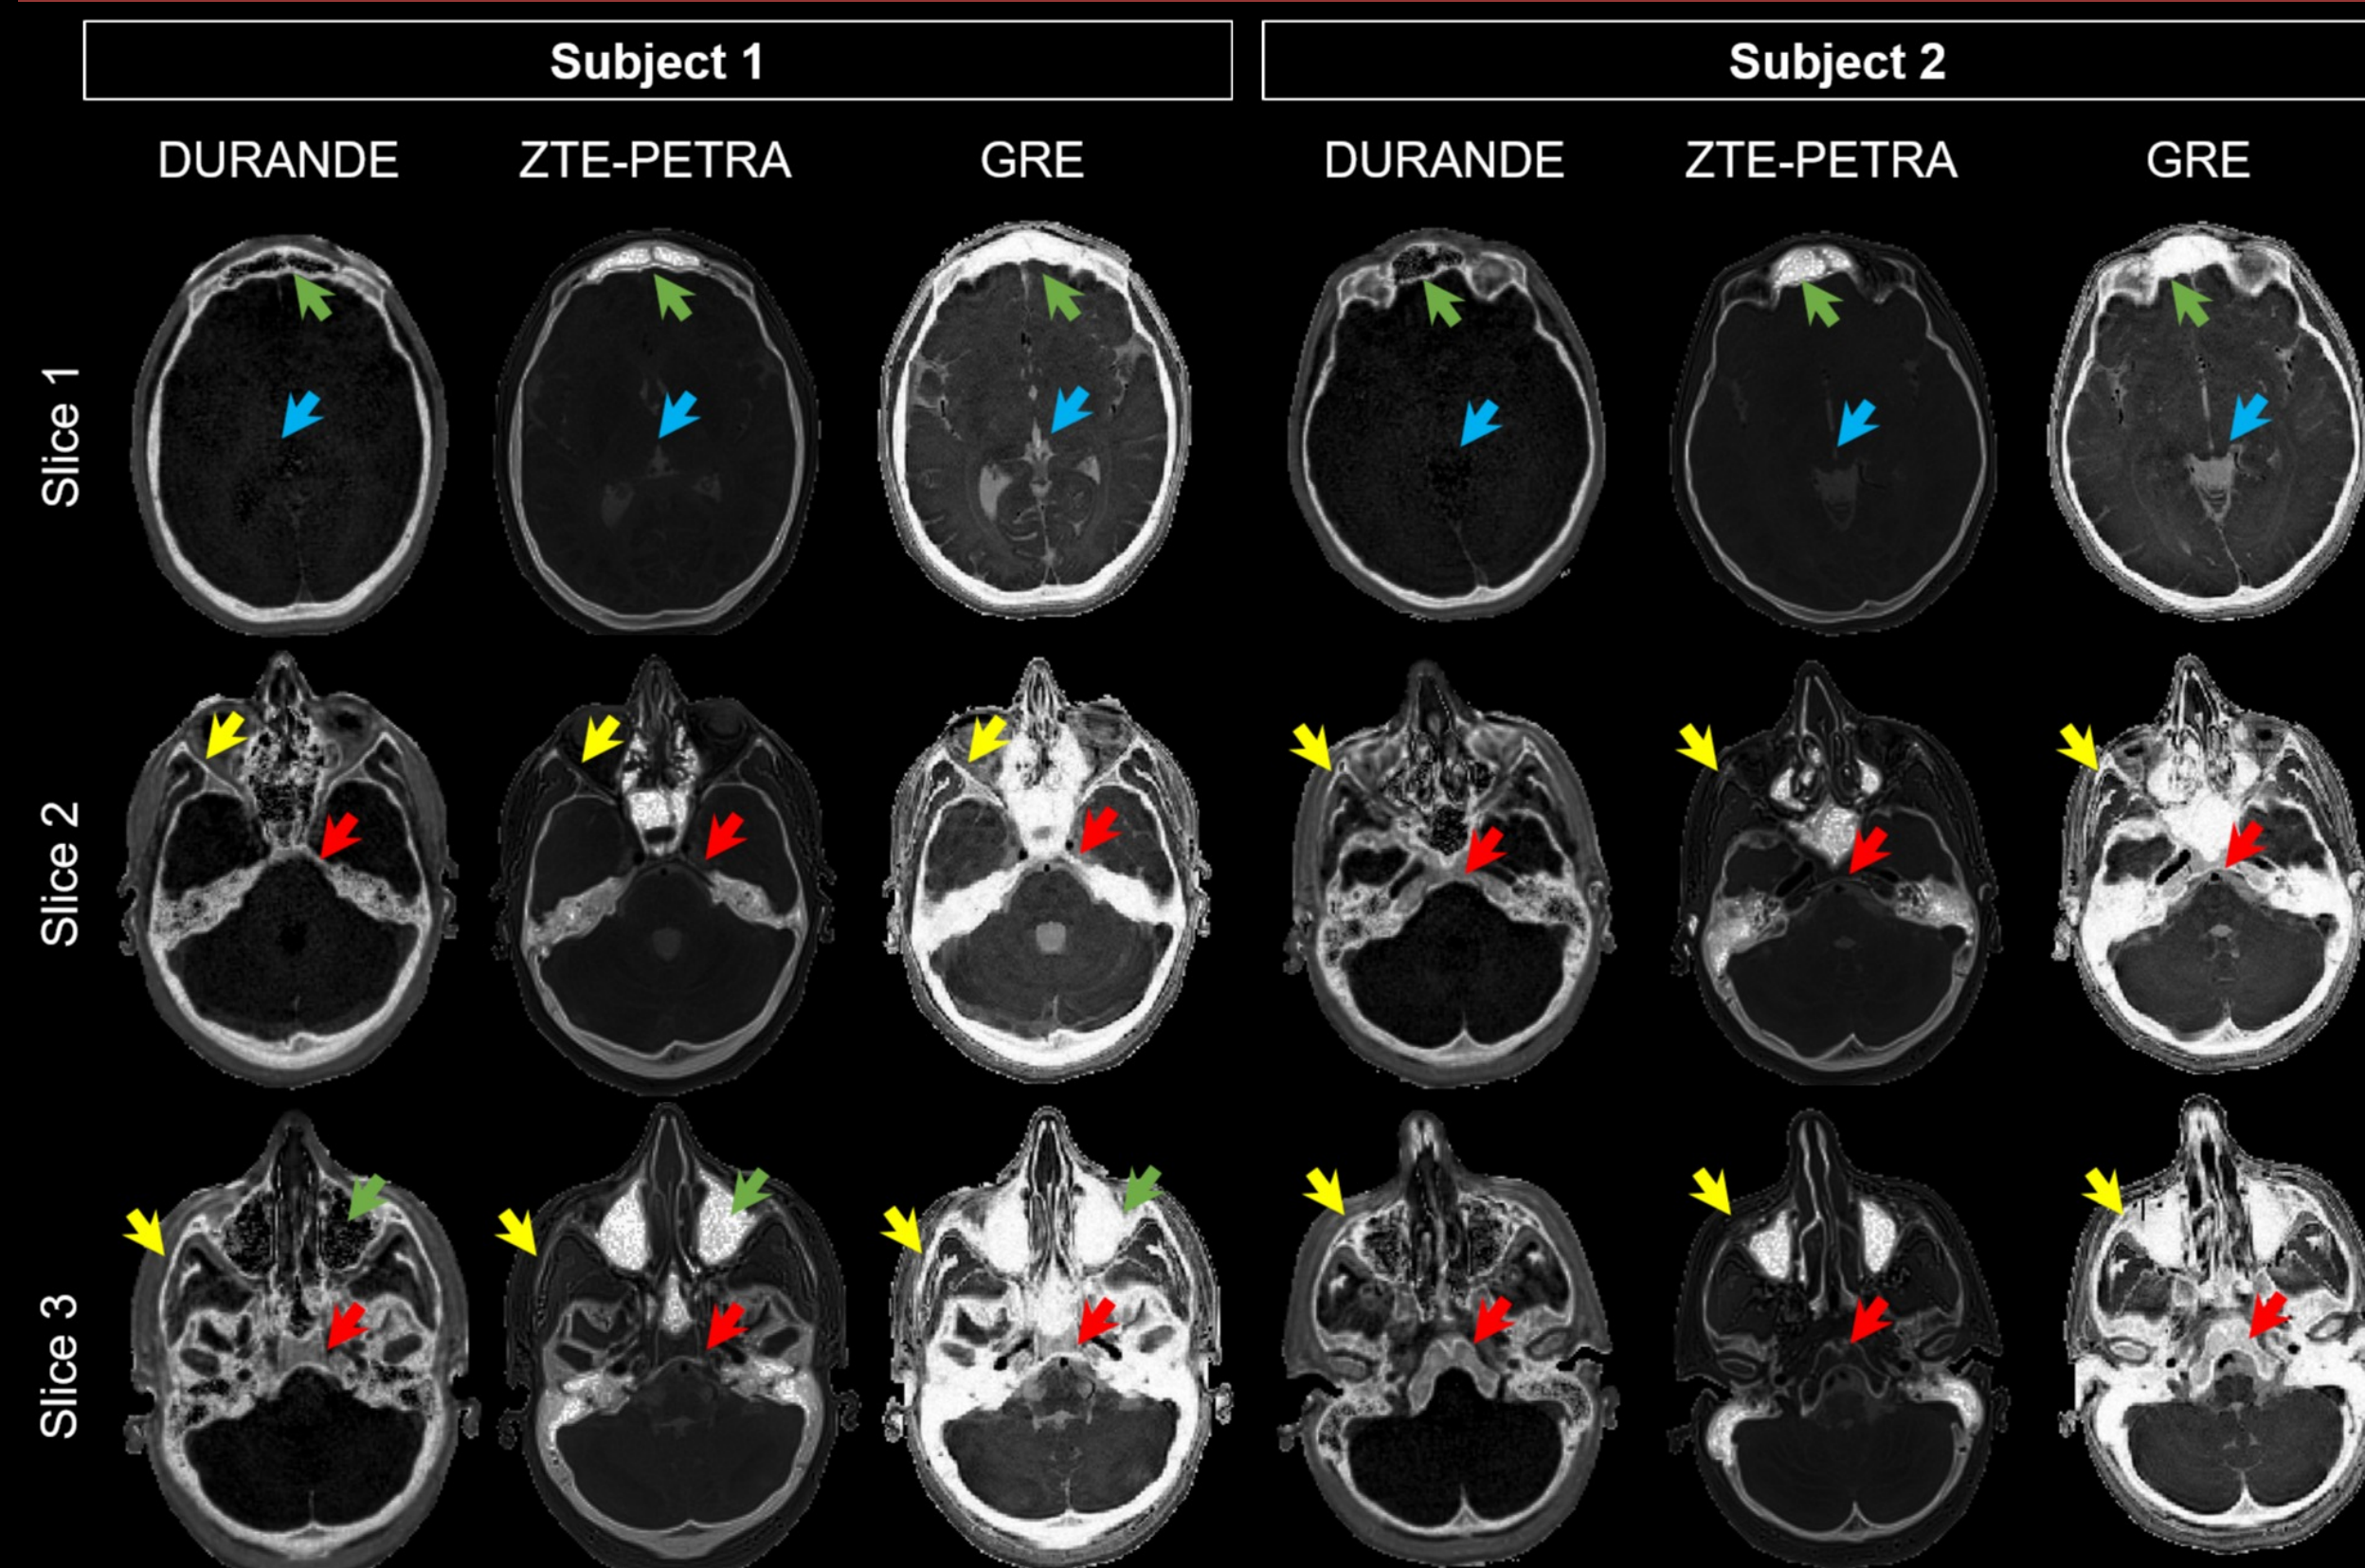 Subject 1
Subject 2
DURANDE
ZTE-PETRA
GRE
DURANDE
ZTE-PETRA
GRE
Slice 1
Slice 2
Slice 3